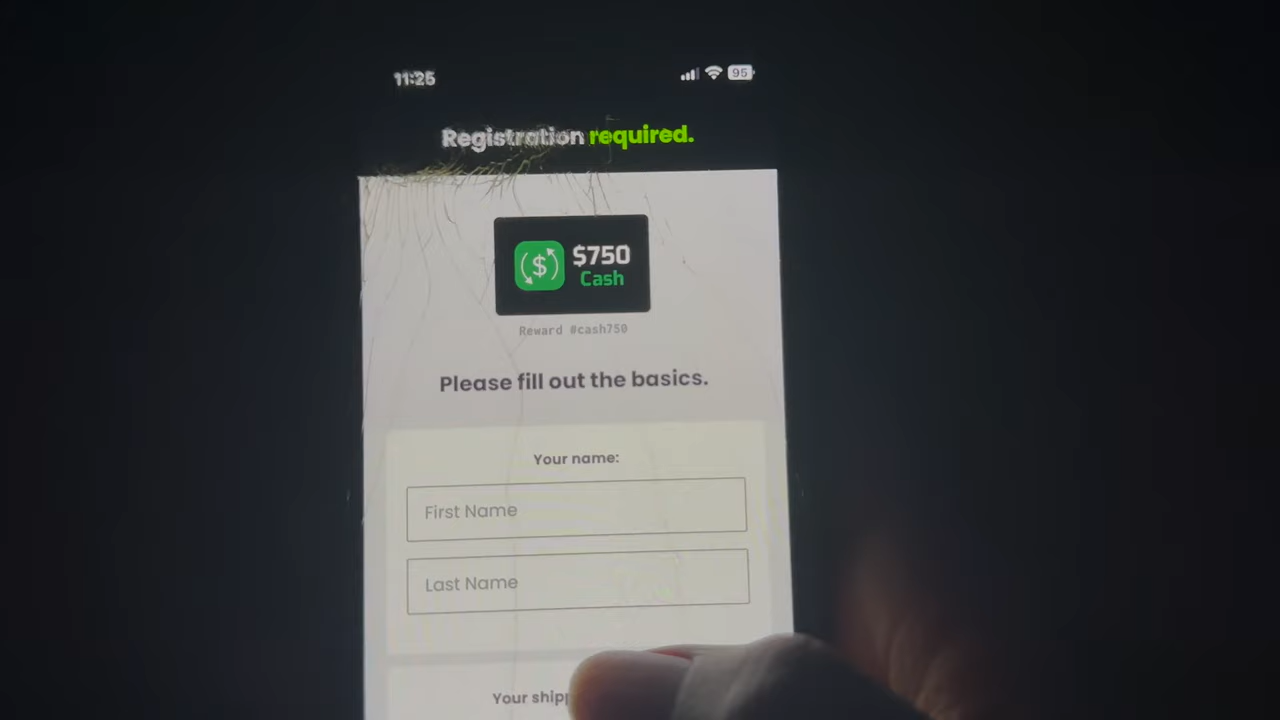 11:25
95
Registration required.
$
$750
Cash
Reward #cash750
Please fill out the basics.
Your name:
First Name
Last Name
Your